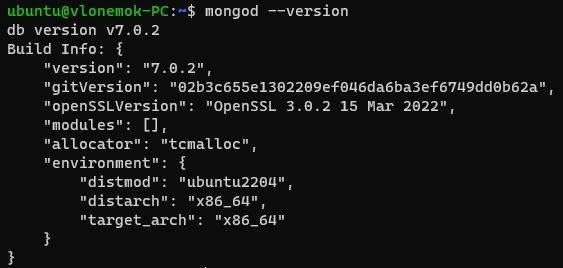 ubuntu@vlonemok-PC:~$ mongod --version
db version v7.0.2
Build Info: {
    "version": "7.0.2",
    "gitVersion": "02b3c655e1302209ef046da6ba3ef6749dd0b62a",
    "openSSLVersion": "OpenSSL 3.0.2 15 Mar 2022",
    "modules": [],
    "allocator": "tcmalloc",
    "environment": {
        "distmod": "ubuntu2204",
        "distarch": "x86_64",
        "target_arch": "x86_64"
    }
}